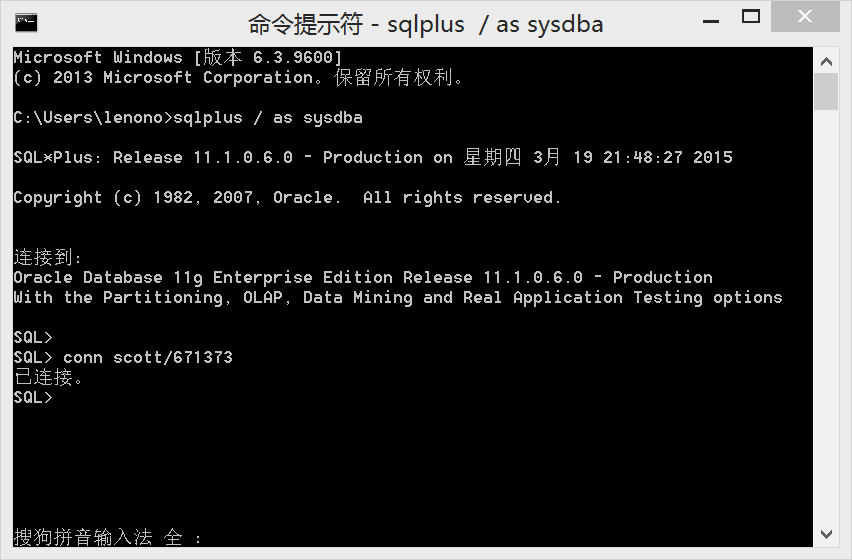 命令提示符 - sqlplus  / as sysdba
Microsoft Windows [版本 6.3.9600]
(c) 2013 Microsoft Corporation。保留所有权利。
C:\Users\lenono>sqlplus / as sysdba
SQL*Plus: Release 11.1.0.6.0 - Production on 星期四 3月 19 21:48:27 2015
Copyright (c) 1982, 2007, Oracle.  All rights reserved.
连接到:
Oracle Database 11g Enterprise Edition Release 11.1.0.6.0 - Production
With the Partitioning, OLAP, Data Mining and Real Application Testing options
SQL>
SQL> conn scott/671373
已连接。
SQL>
搜狗拼音输入法 全 :